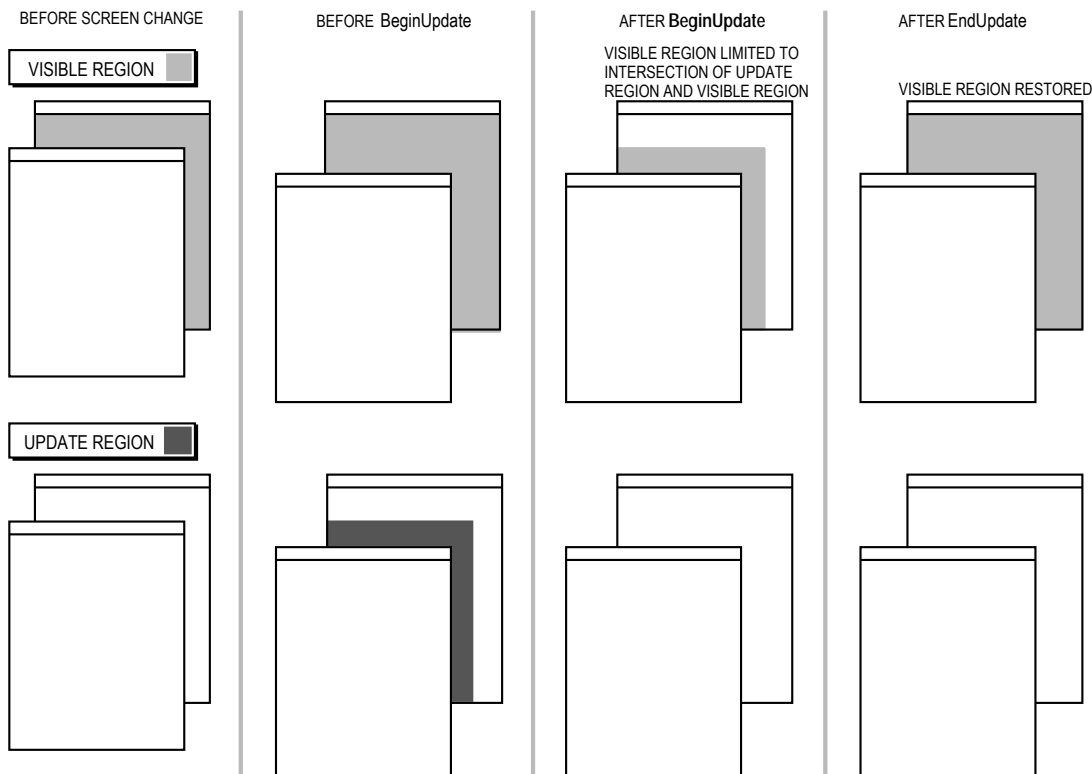 BEFORE SCREEN CHANGE
BEFORE BeginUpdate
AFTER BeginUpdate
AFTER EndUpdate
VISIBLE REGION
VISIBLE REGION LIMITED TO
INTERSECTION OF UPDATE
REGION AND VISIBLE REGION
VISIBLE REGION RESTORED
UPDATE REGION